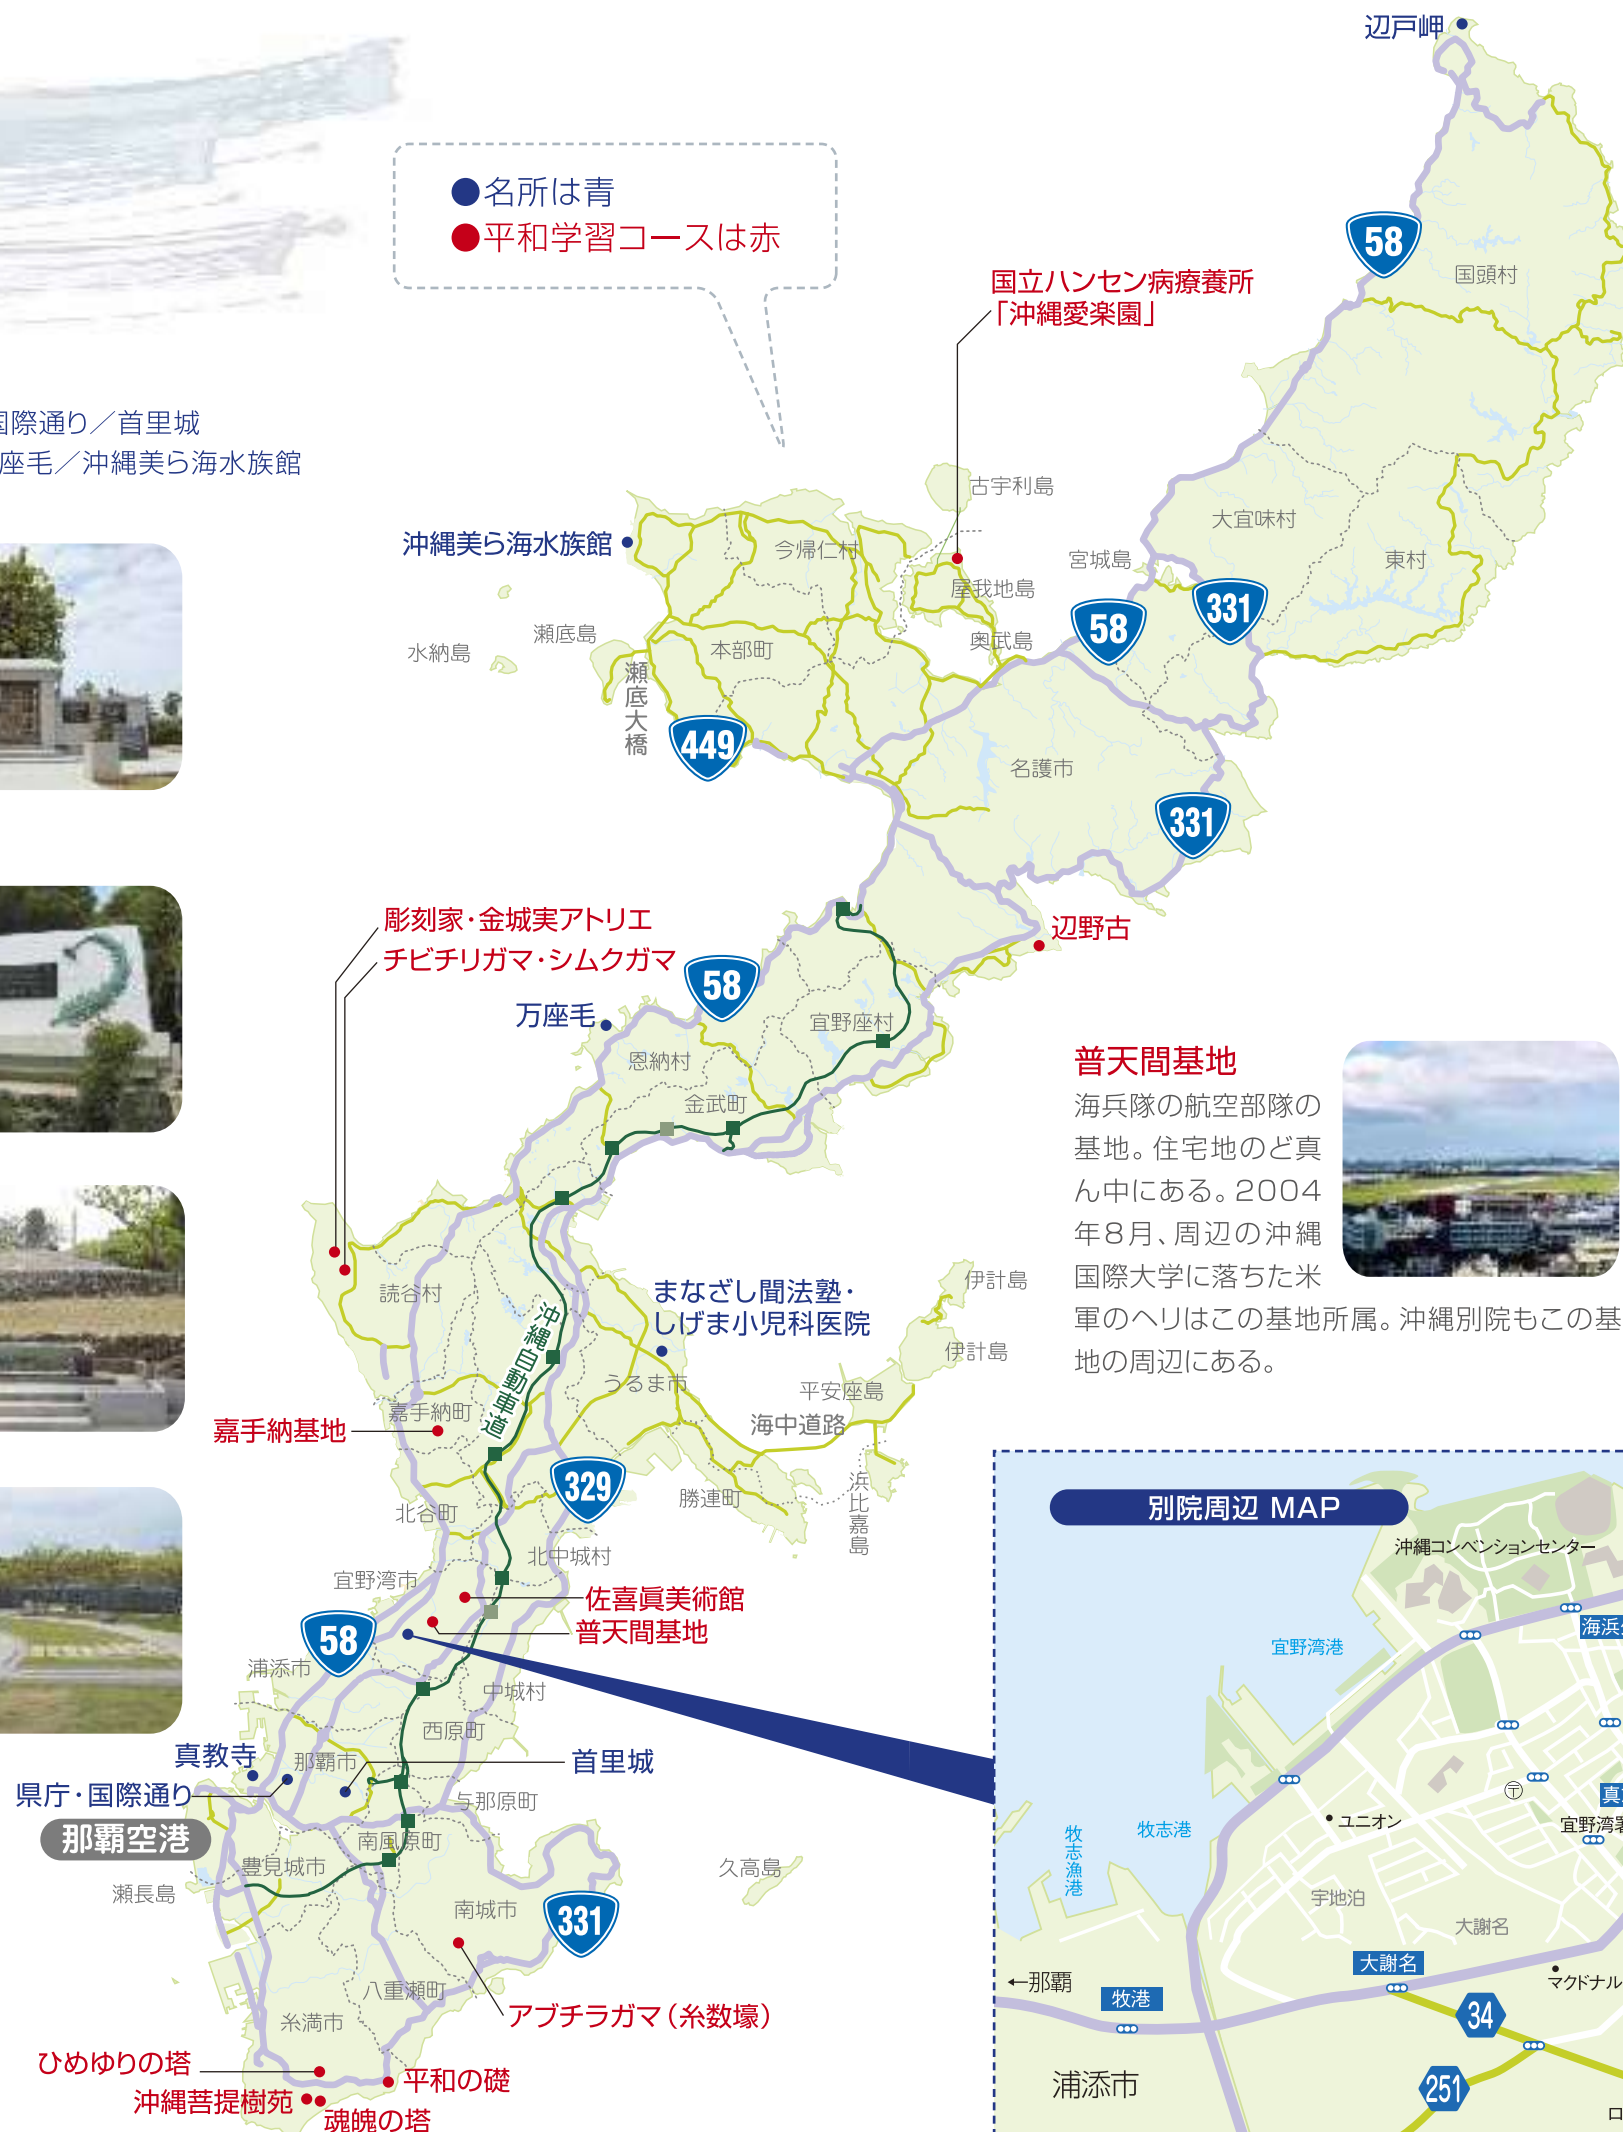 辺戸岬
●名所は青
●平和学習コースは赤
58
国頭村
国立ハンセン病療養所
「沖縄愛楽園」
国際通り／首里城
座毛／沖縄美ら海水族館
古宇利島
大宜味村
沖縄美ら海水族館
今帰仁村
宮城島
東村
屋我地島
331
58
瀬底島
奥武島
水納島
本部町
瀬底大橋
449
名護市
331
彫刻家・金城実アトリエ
チビチリガマ・シムクガマ
辺野古
58
万座毛
宜野座村
恩納村
金武町
普天間基地
海兵隊の航空部隊の
基地。住宅地のど真
ん中にある。2004
年8月、周辺の沖縄
国際大学に落ちた米
軍のヘリはこの基地所属。沖縄別院もこの基
地の周辺にある。
読谷村
まなざし聞法塾・
しげま小児科医院
伊計島
沖縄自動車道
伊計島
うるま市
平安座島
嘉手納町
海中道路
嘉手納基地
329
勝連町
浜比嘉島
北谷町
北中城村
宜野湾市
佐喜眞美術館
普天間基地
58
浦添市
中城村
西原町
真教寺
那覇市
首里城
県庁・国際通り
与那原町
那覇空港
南風原町
豊見城市
久高島
瀬長島
南城市
331
八重瀬町
アブチラガマ（糸数壕）
糸満市
ひめゆりの塔
平和の礎
沖縄菩提樹苑
魂魄の塔
別院周辺 MAP
沖縄コンベンションセンター
海浜
宜野湾港
〒
真
ユニオン
宜野湾署
牧志港
牧志漁港
宇地泊
大謝名
大謝名
←那覇
マクドナル
牧港
34
浦添市
251
ロ